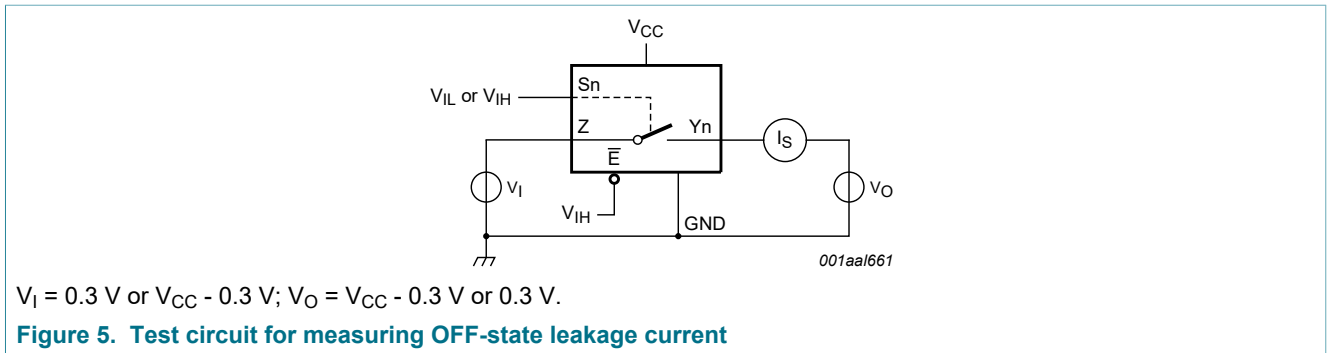 VCC
Sn
VIL or VIH
Z
Yn
IS
E
VI
VO
VIH
GND
001aal661
VI = 0.3 V or VCC - 0.3 V; VO = VCC - 0.3 V or 0.3 V.
Figure 5. Test circuit for measuring OFF-state leakage current